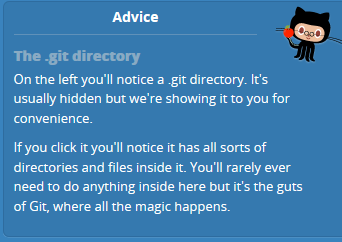 Advice
The .git directory
On the left you'll notice a .git directory. It's
usually hidden but we're showing it to you for
convenience.
If you click it you'll notice it has all sorts of
directories and files inside it. You'll rarely ever
need to do anything inside here but it's the guts
of Git, where all the magic happens.